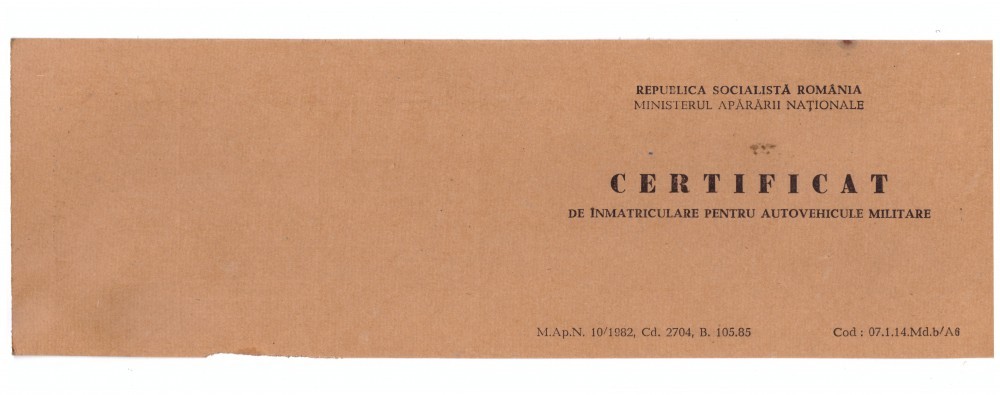 REPUBLICA SOCIALISTĂ ROMÂNIA
MINISTERUL APĂRĂRII NAȚIONALE
CERTIFICAT
DE ÎNMATRICULARE PENTRU AUTOVEHICULE MILITARE
M.Ap.N. 10/1982, Cd. 2704, B. 105.85
Cod : 07.1.14.Md.b/A6